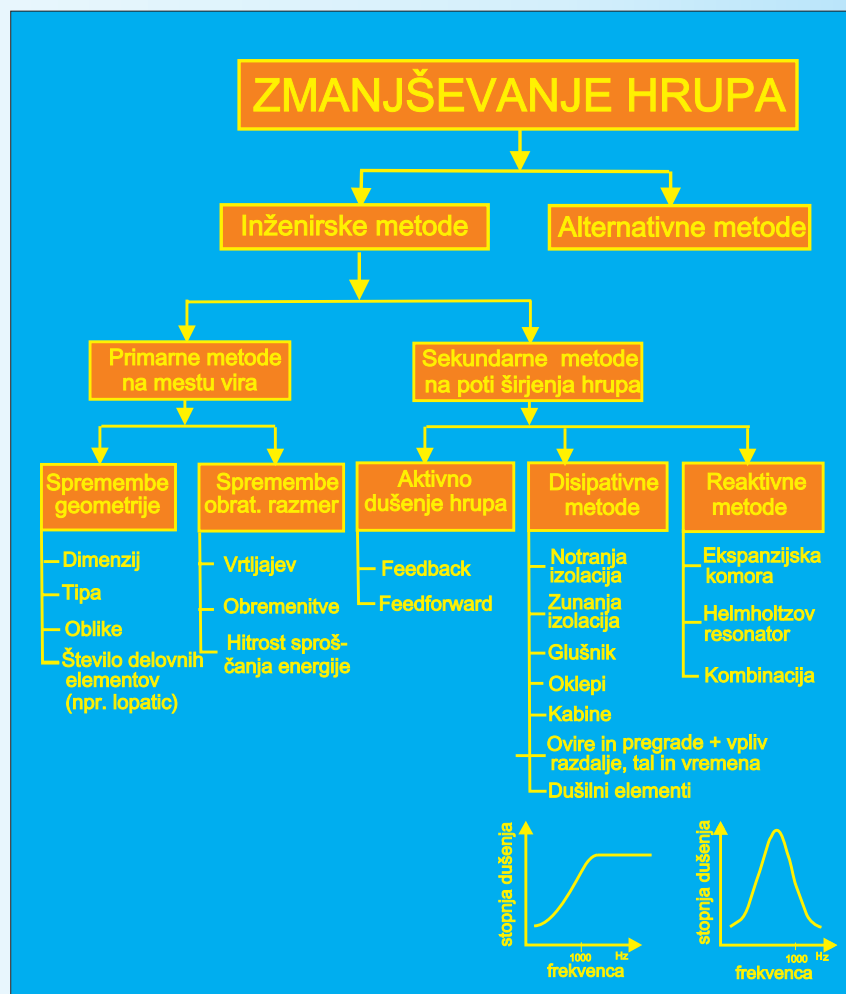 ZMANJŠEVANJE HRUPA
Inženirske metode
Alternativne metode
Primarne metode
na mestu vira
Sekundarne metode
na poti širjenja hrupa
Spremembe
geometrije
Spremembe
obrat. razmer
Aktivno
dušenje hrupa
Disipativne
metode
Reaktivne
metode
Dimenzij
Tipa
Oblike
Število delovnih
elementov
(npr. lopatic)
Vrtljajev
Obremenitve
Hitrost sproš-
čanja energije
Feedback
Feedforward
Notranja
izolacija
Zunanja
izolacija
Glušnik
Oklepi
Kabine
Ovire in pregrade + vpliv
razdalje, tal in vremena
Dušilni elementi
Ekspanzijska
komora
Helmholtzov
resonator
Kombinacija
stopnja dušenja
1000 Hz
frekvenca
stopnja dušenja
1000 Hz
frekvenca